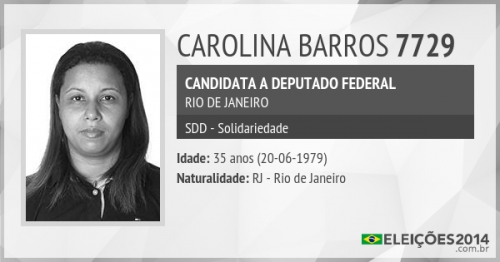 CAROLINA BARROS 7729
CANDIDATA A DEPUTADO FEDERAL
RIO DE JANEIRO
SDD - Solidariedade
Idade: 35 anos (20-06-1979)
Naturalidade: RJ - Rio de Janeiro
ELEIÇÕES2014
.com.br